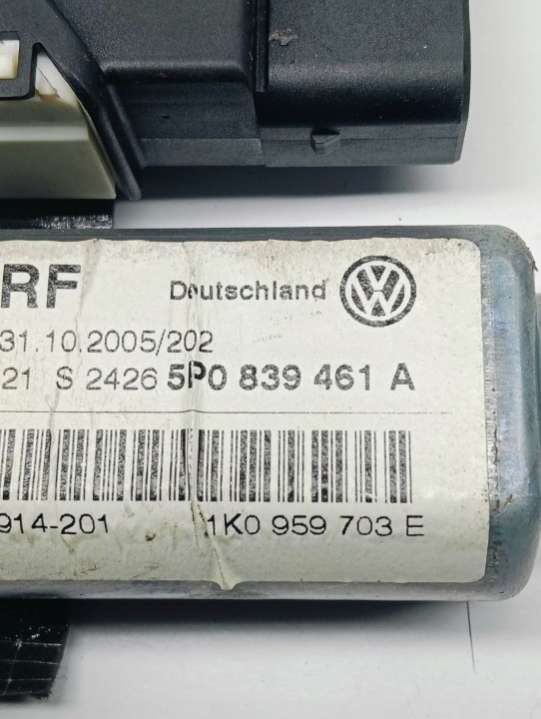 RF Deutschland
31.10.2005/202
21 S 2426 5P0 839 461 A
914-201 1K0 959 703 E